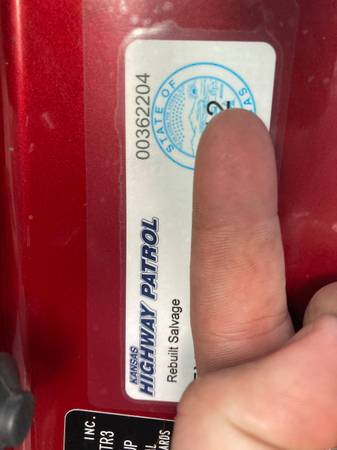 KANSAS
HIGHWAY PATROL
00362204
STATE OF
Rebuilt Salvage
INC.
TR3